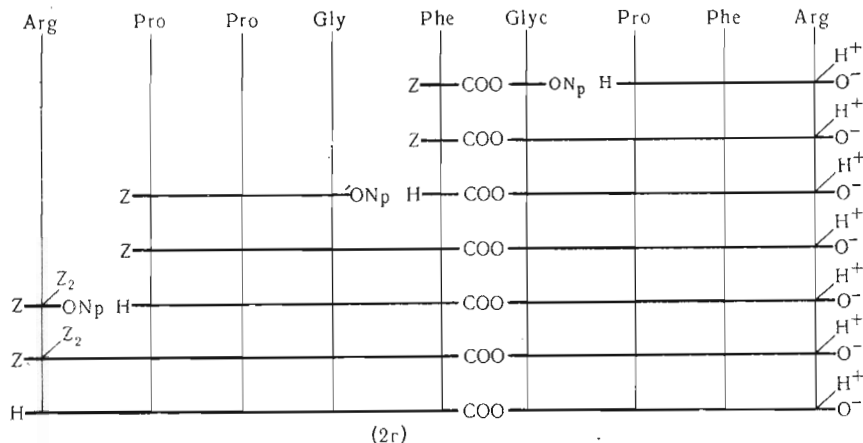 Arg Pro Pro Gly Phe Glyc Pro Phe Arg
Z COO ONp H H+ O−
Z COO H+ O−
Z ONp H COO H+ O−
Z COO H+ O−
Z Z2 ONp H COO H+ O−
Z Z2 COO H+ O−
H COO H+ O−
(2r)